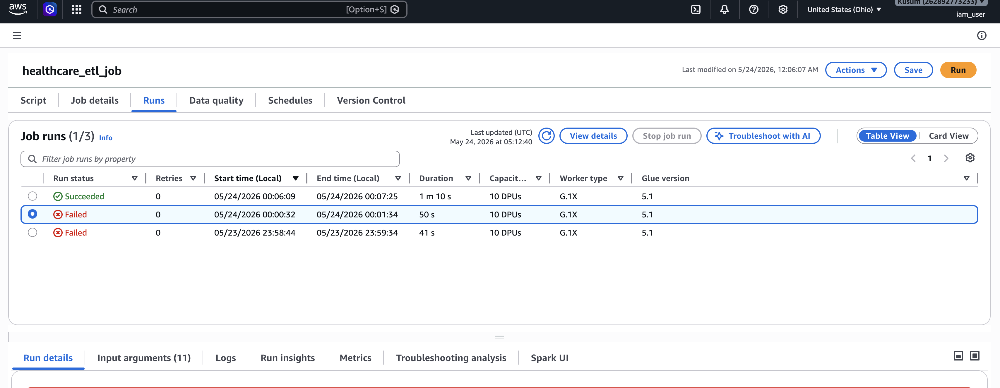 aws
Search
[Option+S]
United States (Ohio)
Kusum (262892773233)
iam_user
healthcare_etl_job
Last modified on 5/24/2026, 12:06:07 AM
Actions
Save
Run
Script
Job details
Runs
Data quality
Schedules
Version Control
Job runs (1/3) Info
Last updated (UTC)
May 24, 2026 at 05:12:40
View details
Stop job run
Troubleshoot with AI
Table View
Card View
Filter job runs by property
1
Run status Retries Start time (Local) End time (Local) Duration Capacit... Worker type Glue version
Succeeded 0 05/24/2026 00:06:09 05/24/2026 00:07:25 1 m 10 s 10 DPUs G.1X 5.1
Failed 0 05/24/2026 00:00:32 05/24/2026 00:01:34 50 s 10 DPUs G.1X 5.1
Failed 0 05/23/2026 23:58:44 05/23/2026 23:59:34 41 s 10 DPUs G.1X 5.1
Run details
Input arguments (11)
Logs
Run insights
Metrics
Troubleshooting analysis
Spark UI